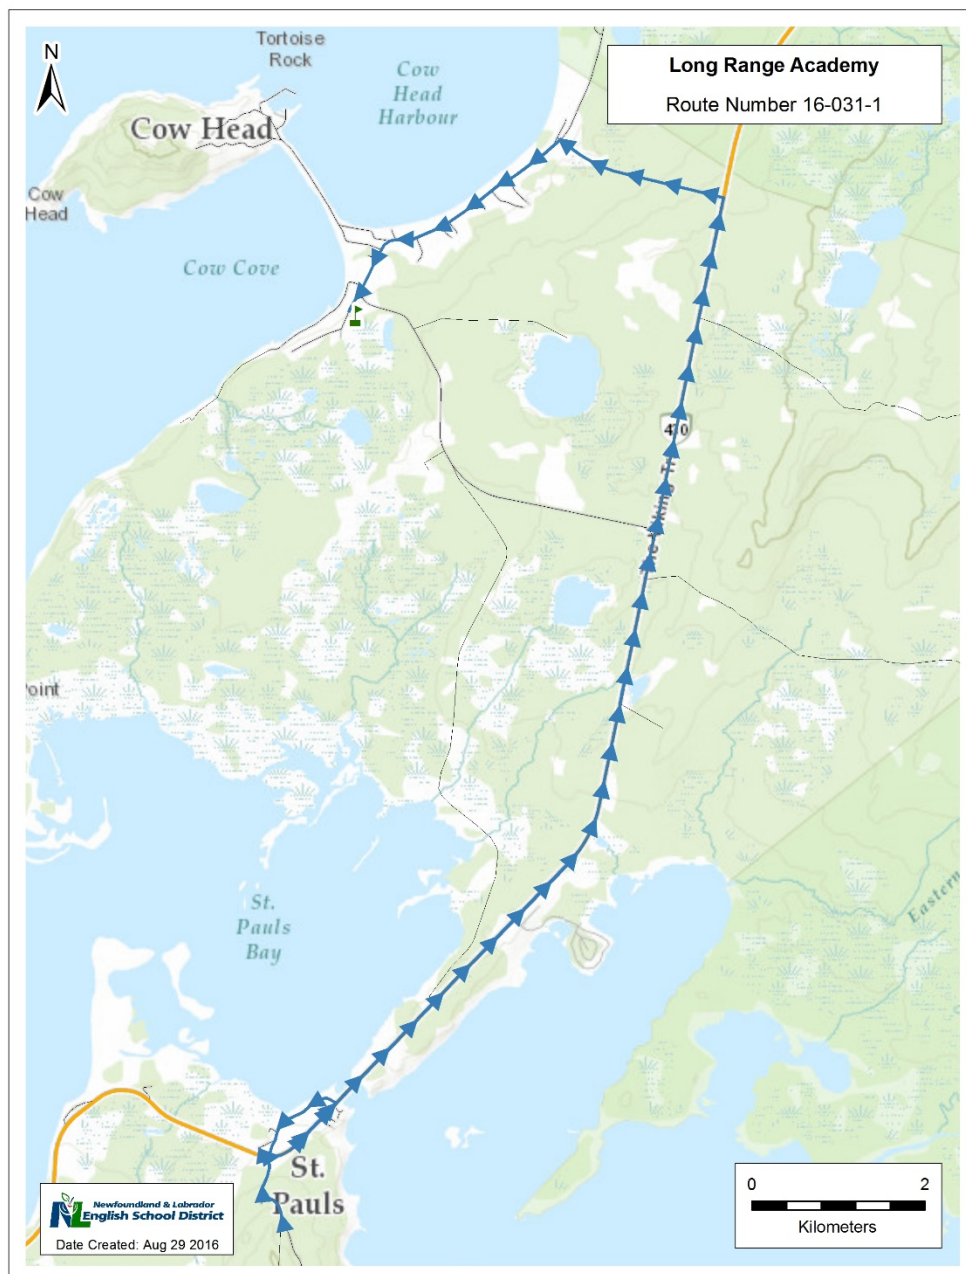 N
Tortoise
Rock
Cow
Head
Harbour
Long Range Academy
Route Number 16-031-1
Cow Head
Cow
Head
Cow Cove
430
Point
St.
Pauls
Bay
Eastern
St.
Pauls
Newfoundland & Labrador
NL English School District
Date Created: Aug 29 2016
0 2
Kilometers